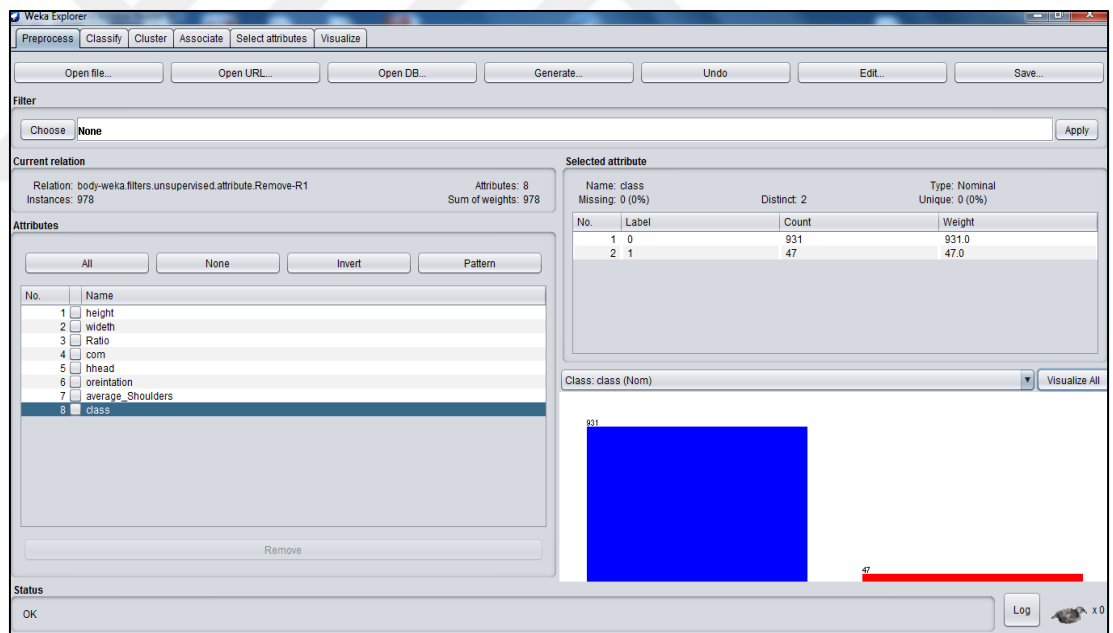 Weka Explorer
Preprocess Classify Cluster Associate Select attributes Visualize
Open file... Open URL... Open DB... Generate... Undo Edit... Save...
Filter
Choose None Apply
Current relation
Relation: body-weka.filters.unsupervised.attribute.Remove-R1 Attributes: 8
Instances: 978 Sum of weights: 978
Attributes
All None Invert Pattern
No. Name
1 height
2 wideth
3 Ratio
4 com
5 hhead
6 oreintation
7 average_Shoulders
8 class
Remove
Selected attribute
Name: class Type: Nominal
Missing: 0 (0%) Distinct: 2 Unique: 0 (0%)
No. Label Count Weight
1 0 931 931.0
2 1 47 47.0
Class: class (Nom) Visualize All
931
47
Status
OK Log x 0